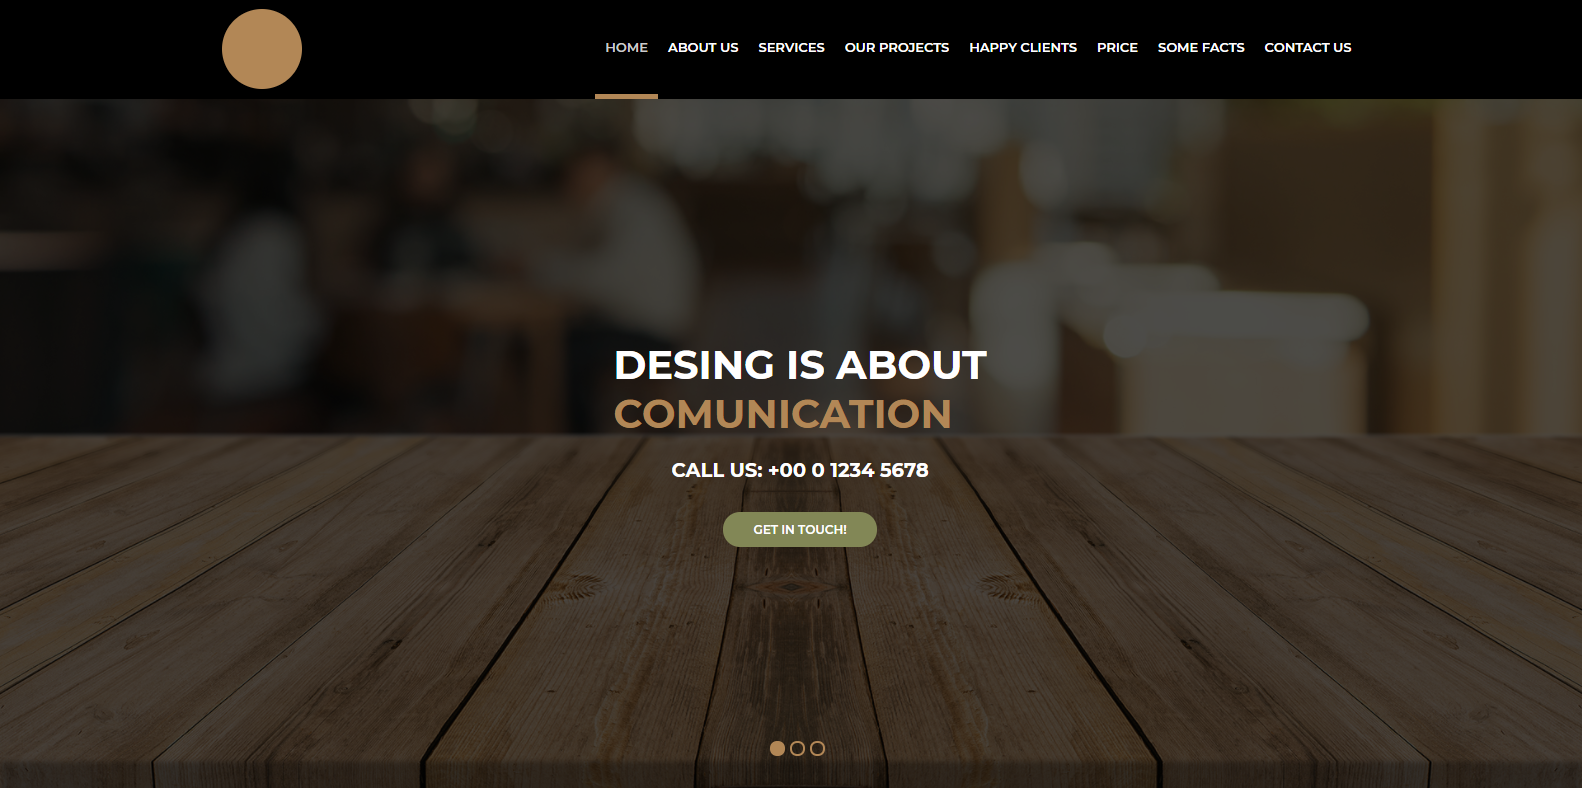 HOME ABOUT US SERVICES OUR PROJECTS HAPPY CLIENTS PRICE SOME FACTS CONTACT US
DESING IS ABOUT
COMUNICATION
CALL US: +00 0 1234 5678
GET IN TOUCH!